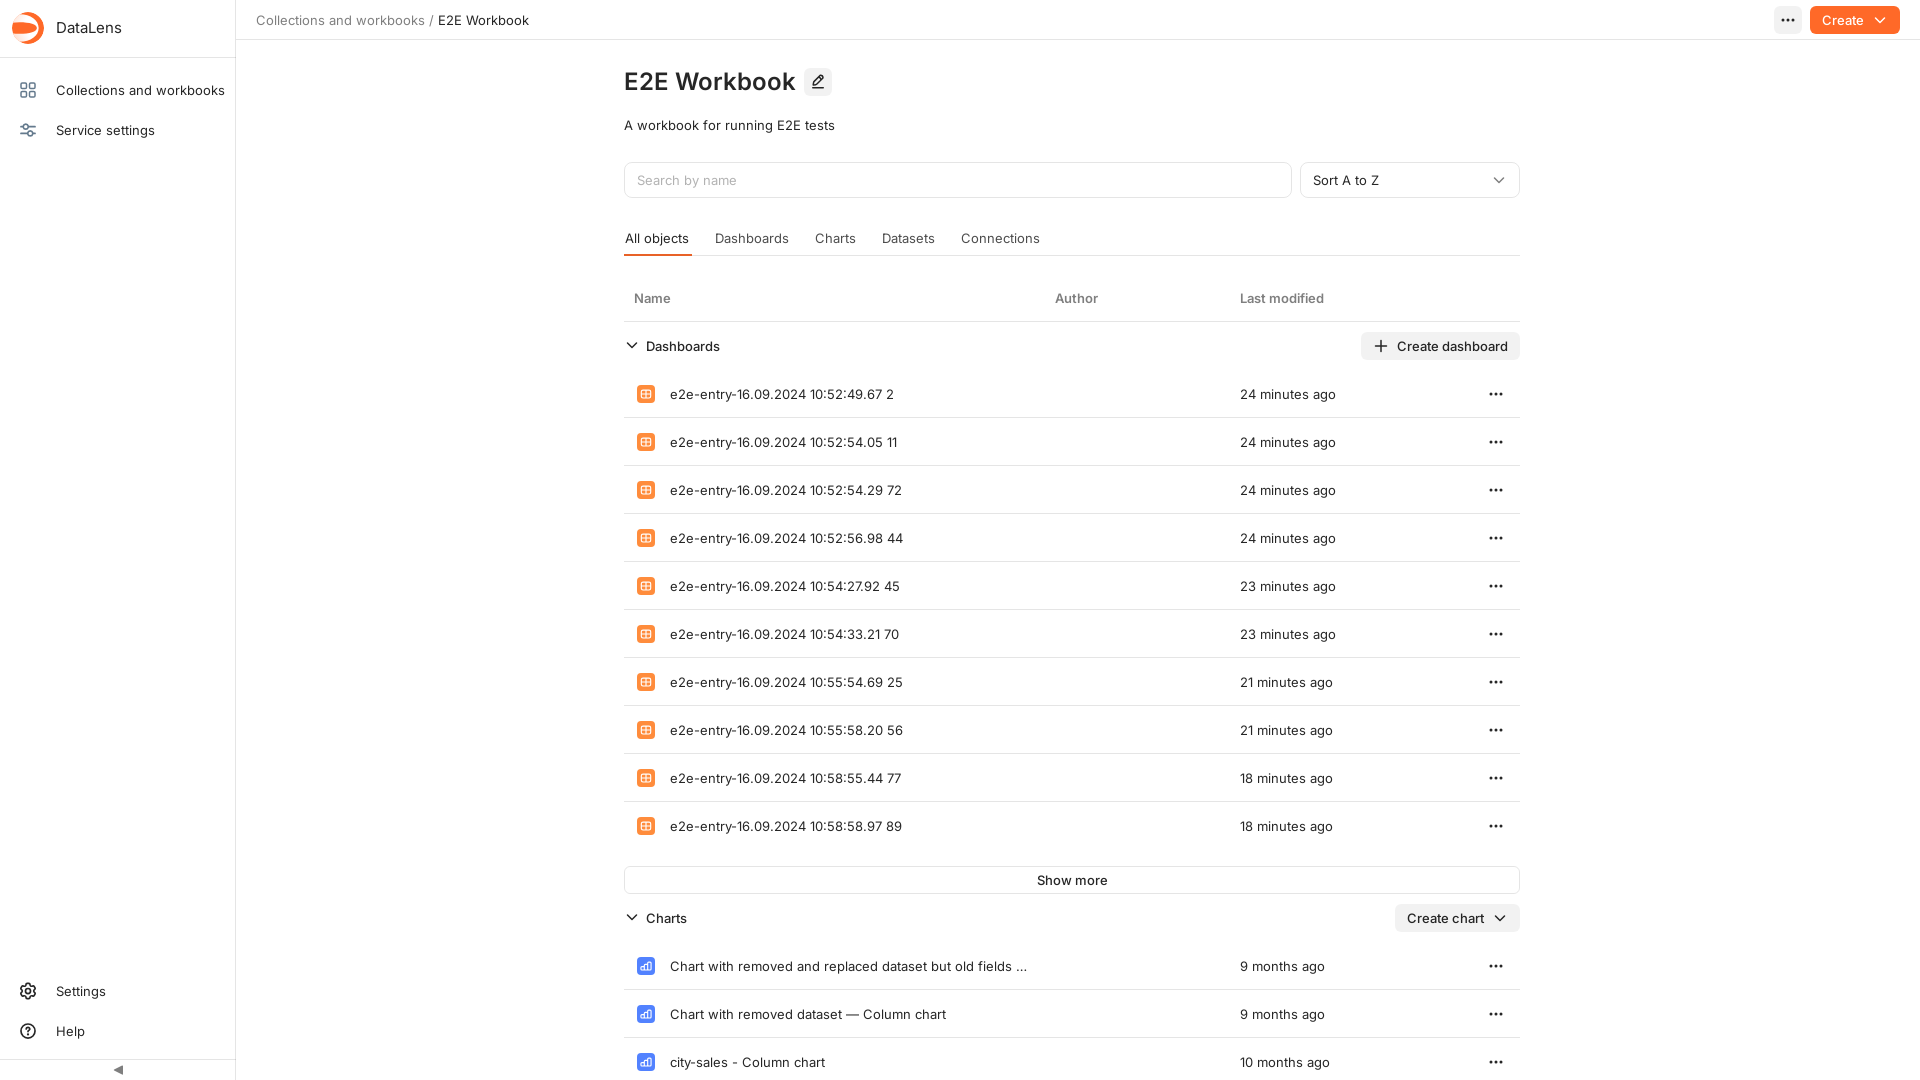 DataLens
Collections and workbooks / E2E Workbook
Create
Collections and workbooks
Service settings
E2E Workbook
A workbook for running E2E tests
Search by name
Sort A to Z
All objects Dashboards Charts Datasets Connections
Name Author Last modified
Dashboards Create dashboard
e2e-entry-16.09.2024 10:52:49.67 2 24 minutes ago
e2e-entry-16.09.2024 10:52:54.05 11 24 minutes ago
e2e-entry-16.09.2024 10:52:54.29 72 24 minutes ago
e2e-entry-16.09.2024 10:52:56.98 44 24 minutes ago
e2e-entry-16.09.2024 10:54:27.92 45 23 minutes ago
e2e-entry-16.09.2024 10:54:33.21 70 23 minutes ago
e2e-entry-16.09.2024 10:55:54.69 25 21 minutes ago
e2e-entry-16.09.2024 10:55:58.20 56 21 minutes ago
e2e-entry-16.09.2024 10:58:55.44 77 18 minutes ago
e2e-entry-16.09.2024 10:58:58.97 89 18 minutes ago
Show more
Charts Create chart
Chart with removed and replaced dataset but old fields ... 9 months ago
Chart with removed dataset — Column chart 9 months ago
city-sales - Column chart 10 months ago
Settings
Help